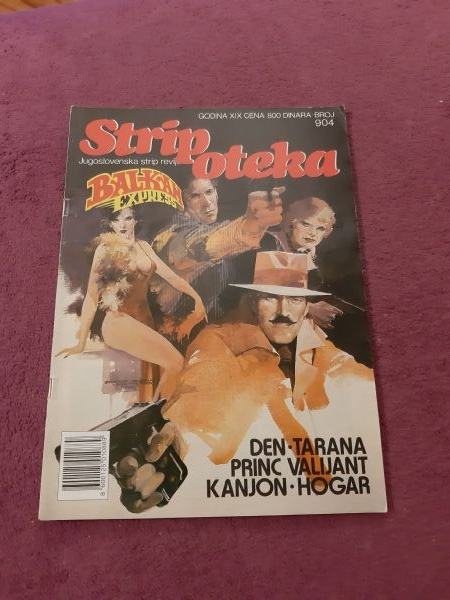 GODINA XIX CENA 800 DINARA BROJ
904
Strip
oteka
Jugoslovenska strip revija
BALKAN
EXPRESS
DEN·TARANA
PRINC VALIJANT
KANJON·HOGAR